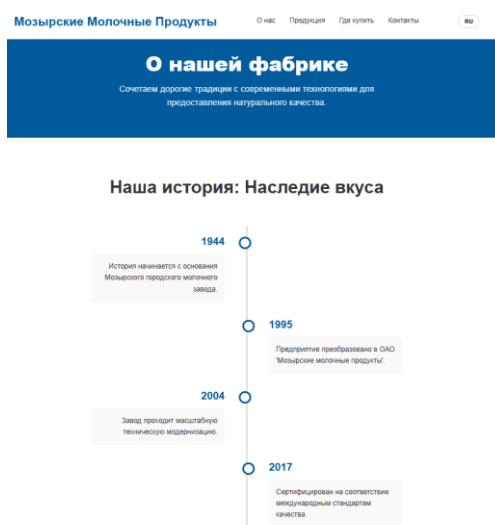 Мозырские Молочные Продукты
О нас Продукция Где купить Контакты
RU
О нашей фабрике
Сочетаем дорогие традиции с современными технологиями для
предоставления натурального качества.
Наша история: Наследие вкуса
1944
История начинается с основания
Мозырского городского молочного
завода.
1995
Предприятие преобразовано в ОАО
'Мозырские молочные продукты'.
2004
Завод проходит масштабную
техническую модернизацию.
2017
Сертифицирован на соответствие
международным стандартам
качества.